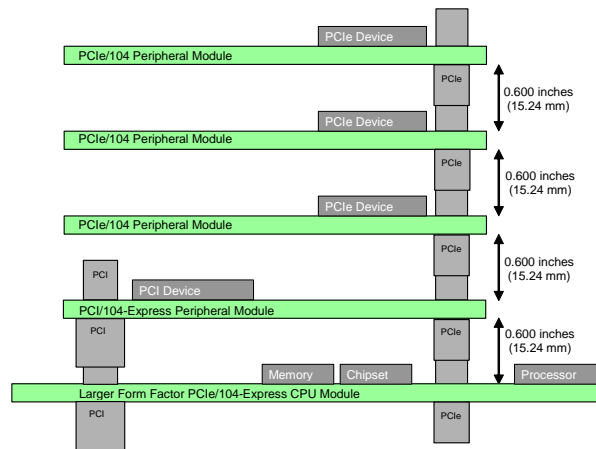 PCIe Device
PCIe/104 Peripheral Module
PCIe
0.600 inches
(15.24 mm)
PCIe Device
PCIe/104 Peripheral Module
PCIe
0.600 inches
(15.24 mm)
PCIe Device
PCIe/104 Peripheral Module
PCIe
0.600 inches
(15.24 mm)
PCI
PCI Device
PCI/104-Express Peripheral Module
PCI
PCIe
0.600 inches
(15.24 mm)
Memory
Chipset
Processor
Larger Form Factor PCIe/104-Express CPU Module
PCI
PCIe